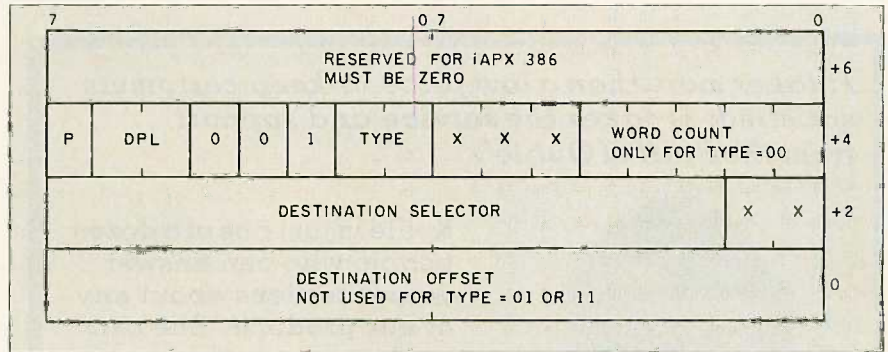 7 0 7 0
RESERVED FOR iAPX 386
MUST BE ZERO
+6
P DPL 0 0 1 TYPE X X X WORD COUNT
ONLY FOR TYPE=00
+4
DESTINATION SELECTOR X X +2
DESTINATION OFFSET
NOT USED FOR TYPE = 01 OR 11
0